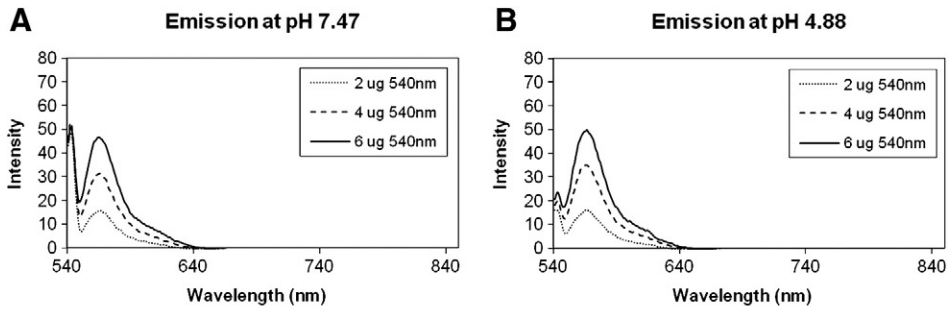 A
Emission at pH 7.47
80
70
60
50
40
30
20
10
0
Intensity
2 ug 540nm
4 ug 540nm
6 ug 540nm
540
640
740
840
Wavelength (nm)
B
Emission at pH 4.88
80
70
60
50
40
30
20
10
0
Intensity
2 ug 540nm
4 ug 540nm
6 ug 540nm
540
640
740
840
Wavelength (nm)